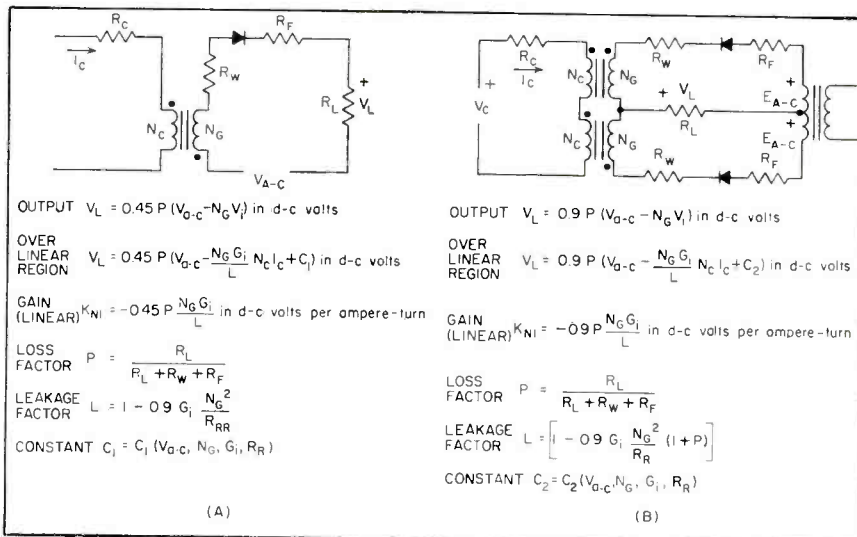 R_C
I_C
R_F
R_W
R_L
+
V_L
N_C
N_G
V_A-C
OUTPUT V_L = 0.45 P (V_a-c - N_G V_i) in d-c volts
OVER LINEAR REGION V_L = 0.45 P (V_a-c - N_G G_i / L N_C I_C + C_1) in d-c volts
GAIN (LINEAR) K_NI = -0.45 P N_G G_i / L in d-c volts per ampere-turn
LOSS FACTOR P = R_L / R_L + R_W + R_F
LEAKAGE FACTOR L = 1 - 0.9 G_i N_G² / R_RR
CONSTANT C_1 = C_1 (V_a-c, N_G, G_i, R_R)
(A)
R_C
I_C
+
V_C
N_C
N_G
R_W
R_F
+
V_L
R_L
+
E_A-C
+
E_A-C
N_C
N_G
R_W
R_F
OUTPUT V_L = 0.9 P (V_a-c - N_G V_i) in d-c volts
OVER LINEAR REGION V_L = 0.9 P (V_a-c - N_G G_i / L N_C I_C + C_2) in d-c volts
GAIN (LINEAR) K_NI = -0.9 P N_G G_i / L in d-c volts per ampere-turn
LOSS FACTOR P = R_L / R_L + R_W + R_F
LEAKAGE FACTOR L = [1 - 0.9 G_i N_G² / R_R (1 + P)]
CONSTANT C_2 = C_2 (V_a-c, N_G, G_i, R_R)
(B)